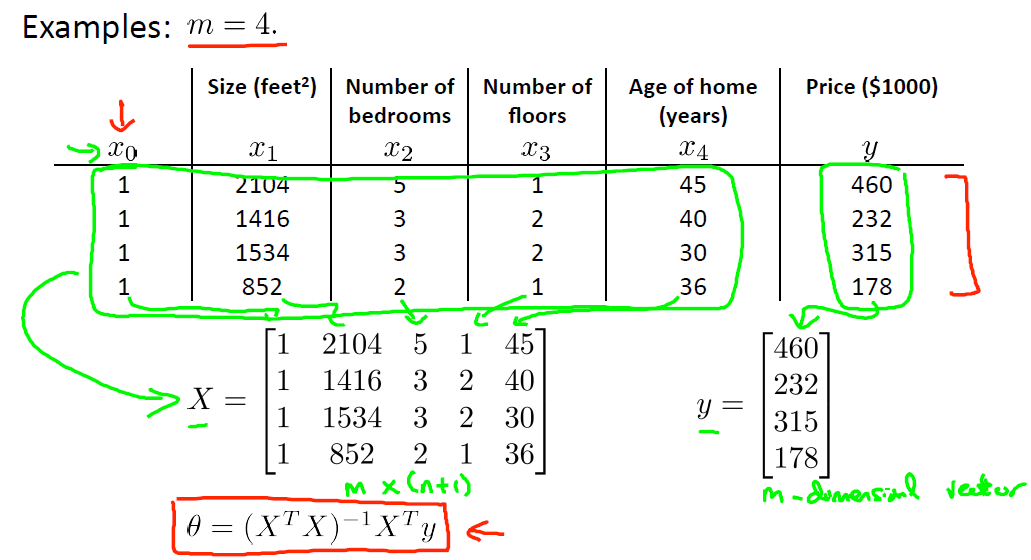 Examples: m = 4.
Size (feet²) Number of bedrooms Number of floors Age of home (years) Price ($1000)
x₀ x₁ x₂ x₃ x₄ y
1 2104 5 1 45 460
1 1416 3 2 40 232
1 1534 3 2 30 315
1 852 2 1 36 178
X = [1 2104 5 1 45
1 1416 3 2 40
1 1534 3 2 30
1 852 2 1 36]
m x (n+1)
y = [460
232
315
178]
m-dimensional vector
θ = (XᵀX)⁻¹Xᵀy